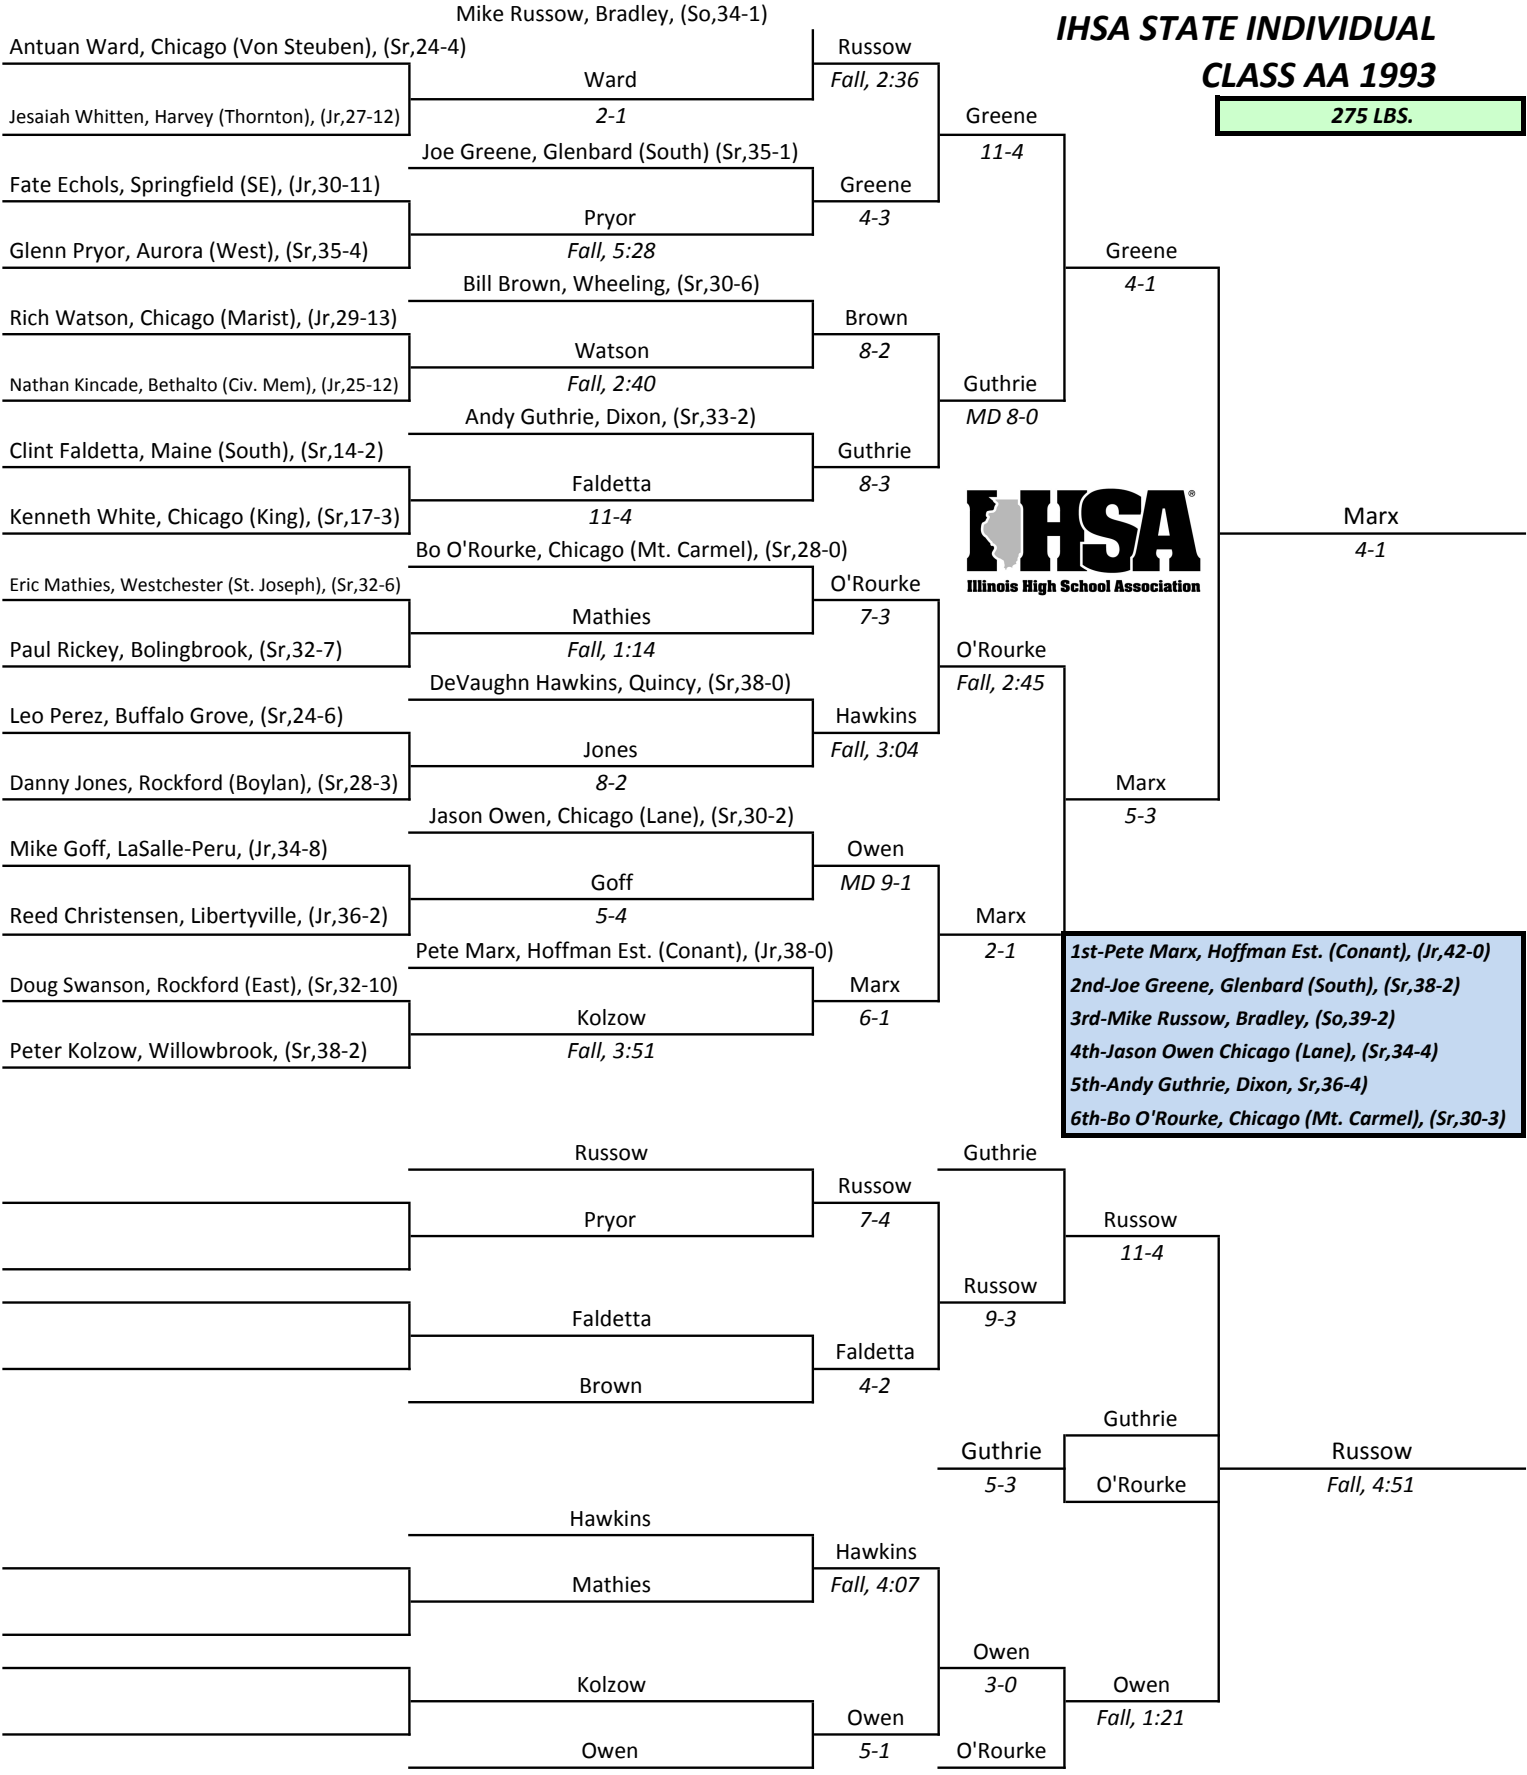 Mike Russow, Bradley, (So,34-1)
IHSA STATE INDIVIDUAL
CLASS AA 1993
275 LBS.
Antuan Ward, Chicago (Von Steuben), (Sr,24-4)
Russow
Ward
Fall, 2:36
Jesaiah Whitten, Harvey (Thornton), (Jr,27-12)
2-1
Greene
Joe Greene, Glenbard (South) (Sr,35-1)
11-4
Fate Echols, Springfield (SE), (Jr,30-11)
Greene
Pryor
4-3
Glenn Pryor, Aurora (West), (Sr,35-4)
Fall, 5:28
Greene
Bill Brown, Wheeling, (Sr,30-6)
4-1
Rich Watson, Chicago (Marist), (Jr,29-13)
Brown
Watson
8-2
Nathan Kincade, Bethalto (Civ. Mem), (Jr,25-12)
Fall, 2:40
Guthrie
Andy Guthrie, Dixon, (Sr,33-2)
MD 8-0
Clint Faldetta, Maine (South), (Sr,14-2)
Guthrie
Faldetta
8-3
Kenneth White, Chicago (King), (Sr,17-3)
11-4
IHSA®
Illinois High School Association
Marx
4-1
Bo O'Rourke, Chicago (Mt. Carmel), (Sr,28-0)
Eric Mathies, Westchester (St. Joseph), (Sr,32-6)
O'Rourke
Mathies
7-3
Paul Rickey, Bolingbrook, (Sr,32-7)
Fall, 1:14
O'Rourke
DeVaughn Hawkins, Quincy, (Sr,38-0)
Fall, 2:45
Leo Perez, Buffalo Grove, (Sr,24-6)
Hawkins
Jones
Fall, 3:04
Danny Jones, Rockford (Boylan), (Sr,28-3)
8-2
Marx
Jason Owen, Chicago (Lane), (Sr,30-2)
5-3
Mike Goff, LaSalle-Peru, (Jr,34-8)
Owen
Goff
MD 9-1
Reed Christensen, Libertyville, (Jr,36-2)
5-4
Marx
Pete Marx, Hoffman Est. (Conant), (Jr,38-0)
2-1
Doug Swanson, Rockford (East), (Sr,32-10)
Marx
Kolzow
6-1
Peter Kolzow, Willowbrook, (Sr,38-2)
Fall, 3:51
1st-Pete Marx, Hoffman Est. (Conant), (Jr,42-0)
2nd-Joe Greene, Glenbard (South), (Sr,38-2)
3rd-Mike Russow, Bradley, (So,39-2)
4th-Jason Owen Chicago (Lane), (Sr,34-4)
5th-Andy Guthrie, Dixon, Sr,36-4)
6th-Bo O'Rourke, Chicago (Mt. Carmel), (Sr,30-3)
Russow
Guthrie
Russow
Pryor
7-4
Russow
11-4
Russow
Faldetta
9-3
Faldetta
Brown
4-2
Guthrie
Guthrie
Russow
5-3
O'Rourke
Fall, 4:51
Hawkins
Hawkins
Mathies
Fall, 4:07
Owen
Kolzow
3-0
Owen
Owen
Fall, 1:21
Owen
5-1
O'Rourke